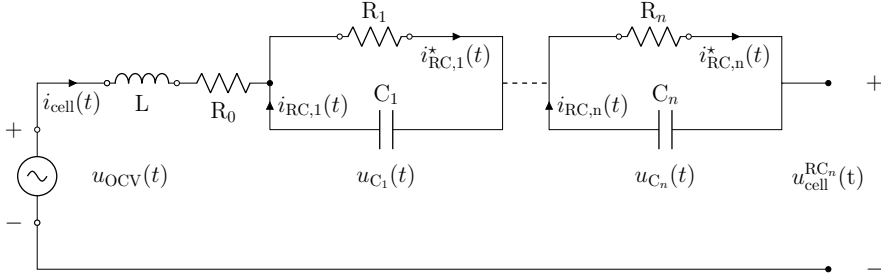 R₁ Rₙ
i⋆RC,1(t) i⋆RC,n(t)
icell(t) L R₀ iRC,1(t) C₁ iRC,n(t) Cₙ +
+ uOCV(t) uC₁(t) uCₙ(t) uRCₙcell(t)
− −